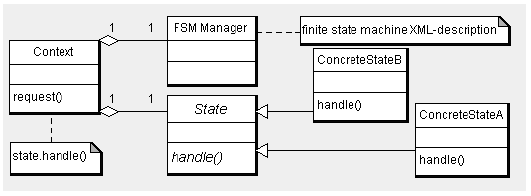 1 1 FSM Manager
finite state machine XML-description
Context
request()
ConcreteStateB
handle()
1 1 State
handle()
ConcreteStateA
handle()
state.handle()